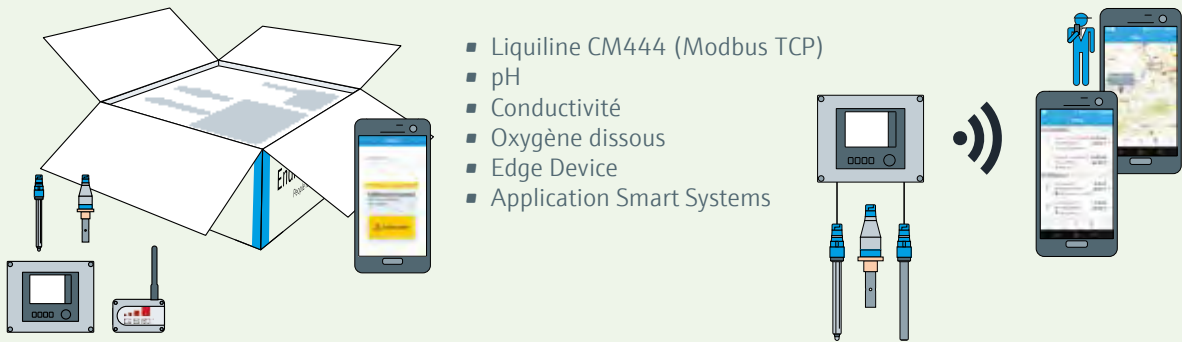 Liquiline CM444 (Modbus TCP)
pH
Conductivité
Oxygène dissous
Edge Device
Application Smart Systems